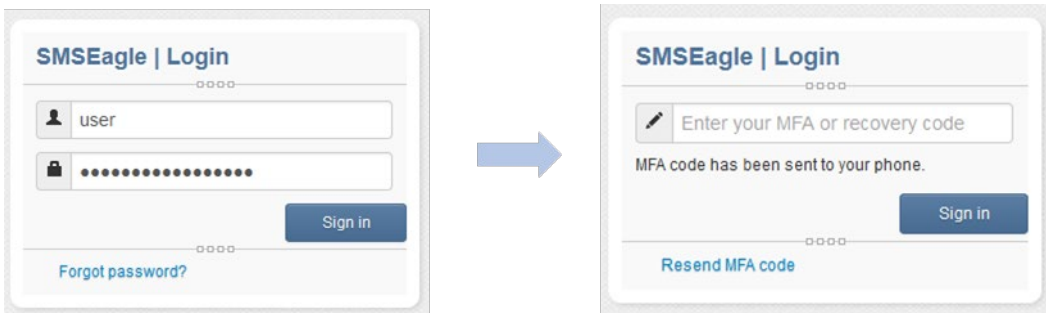 SMSEagle | Login
user
•••••••••••••••••
Sign in
Forgot password?
SMSEagle | Login
Enter your MFA or recovery code
MFA code has been sent to your phone.
Sign in
Resend MFA code